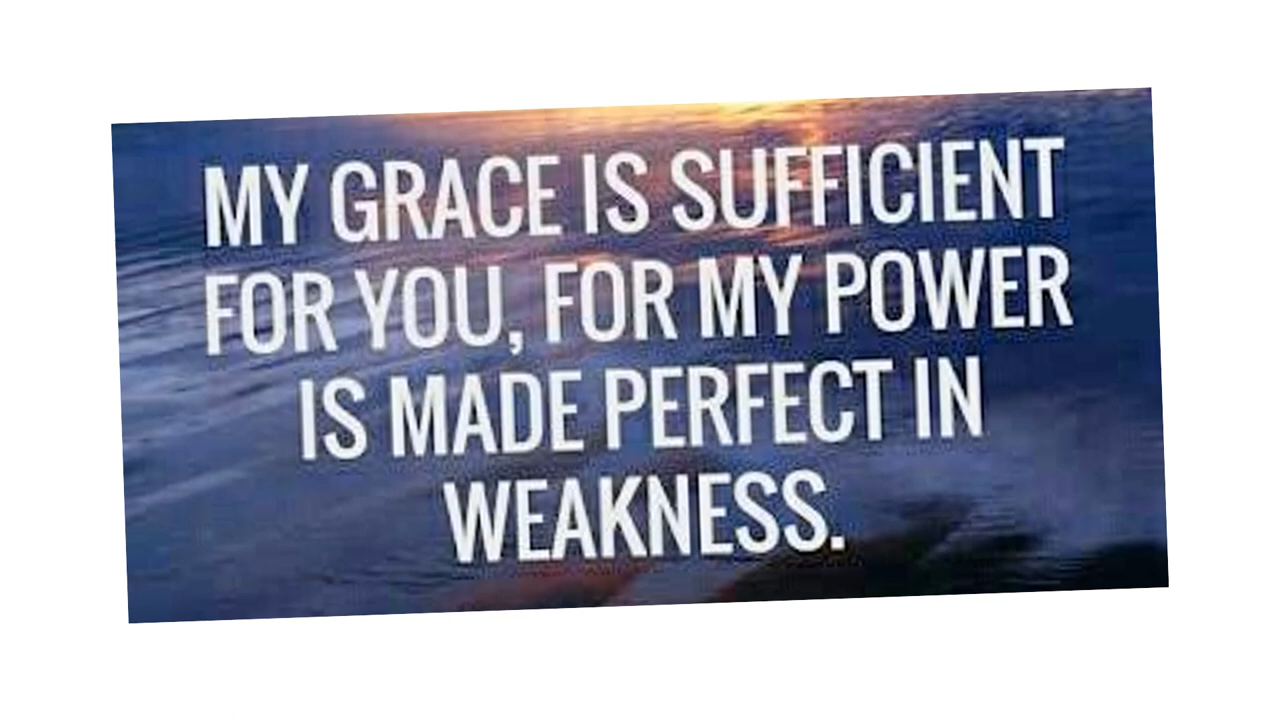 MY GRACE IS SUFFICIENT
FOR YOU, FOR MY POWER
IS MADE PERFECT IN
WEAKNESS.